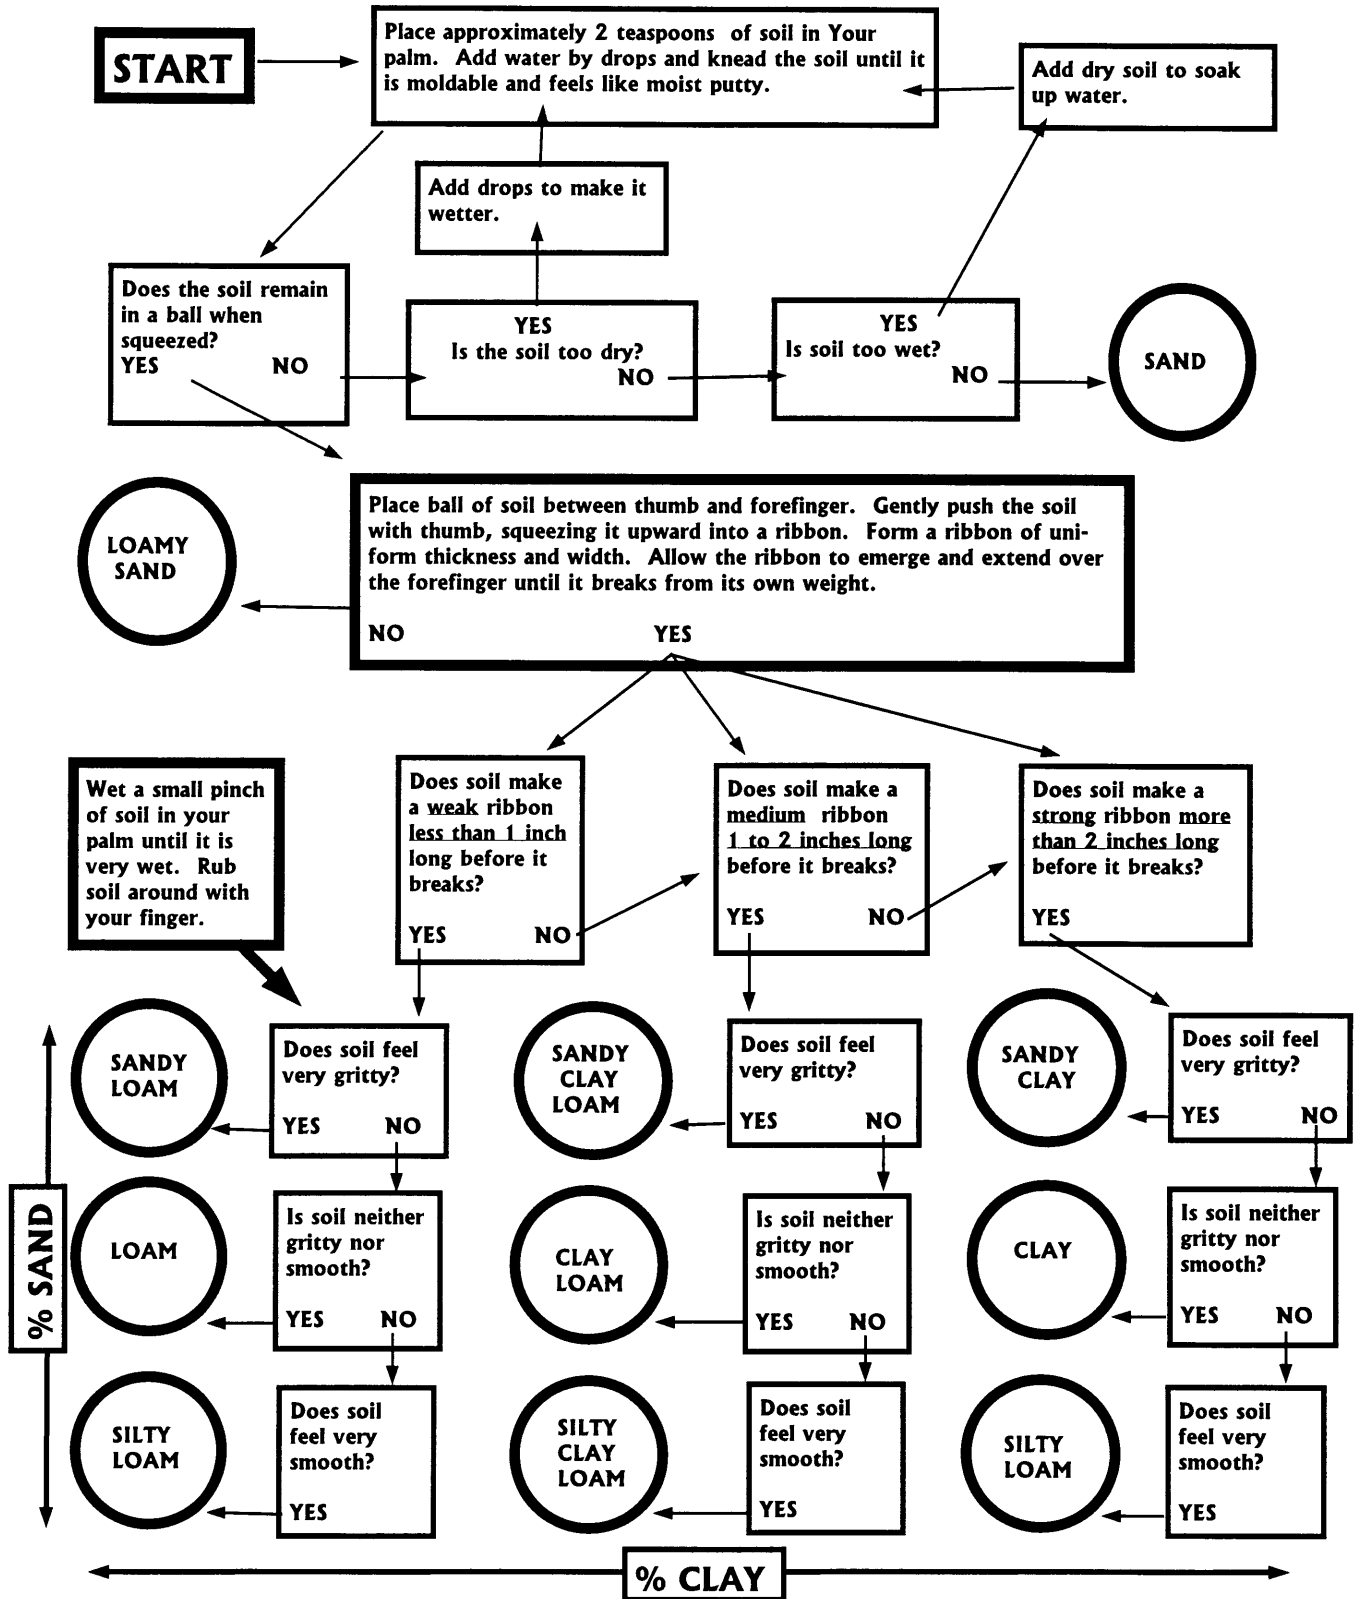 START
Place approximately 2 teaspoons of soil in Your
palm. Add water by drops and knead the soil until it
is moldable and feels like moist putty.
Add dry soil to soak
up water.
Add drops to make it
wetter.
Does the soil remain
in a ball when
squeezed?
YES NO
YES
Is the soil too dry?
NO
YES
Is soil too wet?
NO
SAND
LOAMY
SAND
Place ball of soil between thumb and forefinger. Gently push the soil
with thumb, squeezing it upward into a ribbon. Form a ribbon of uni-
form thickness and width. Allow the ribbon to emerge and extend over
the forefinger until it breaks from its own weight.
NO YES
Wet a small pinch
of soil in your
palm until it is
very wet. Rub
soil around with
your finger.
Does soil make
a weak ribbon
less than 1 inch
long before it
breaks?
YES NO
Does soil make a
medium ribbon
1 to 2 inches long
before it breaks?
YES NO
Does soil make a
strong ribbon more
than 2 inches long
before it breaks?
YES
SANDY
LOAM
Does soil feel
very gritty?
YES NO
SANDY
CLAY
LOAM
Does soil feel
very gritty?
YES NO
SANDY
CLAY
Does soil feel
very gritty?
YES NO
% SAND
LOAM
Is soil neither
gritty nor
smooth?
YES NO
CLAY
LOAM
Is soil neither
gritty nor
smooth?
YES NO
CLAY
Is soil neither
gritty nor
smooth?
YES NO
SILTY
LOAM
Does soil
feel very
smooth?
YES
SILTY
CLAY
LOAM
Does soil
feel very
smooth?
YES
SILTY
LOAM
Does soil
feel very
smooth?
YES
% CLAY